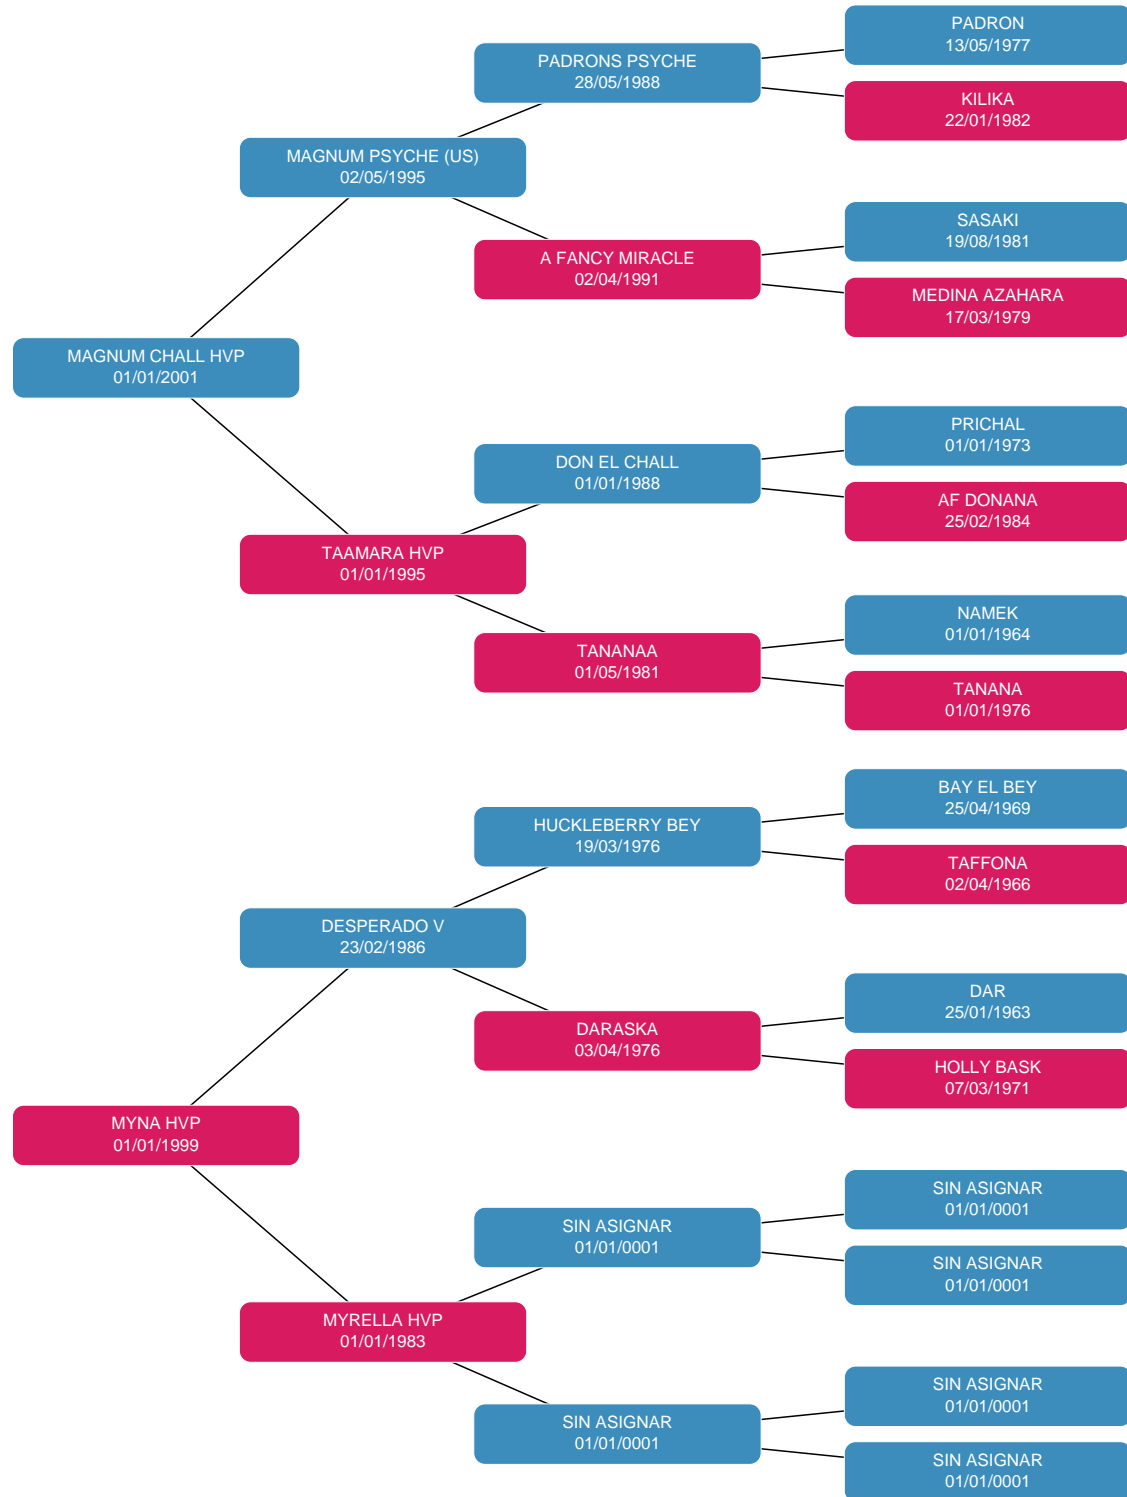 PADRON
13/05/1977
PADRONS PSYCHE
28/05/1988
KILIKA
22/01/1982
MAGNUM PSYCHE (US)
02/05/1995
SASAKI
19/08/1981
A FANCY MIRACLE
02/04/1991
MEDINA AZAHARA
17/03/1979
MAGNUM CHALL HVP
01/01/2001
PRICHAL
01/01/1973
DON EL CHALL
01/01/1988
AF DONANA
25/02/1984
TAAMARA HVP
01/01/1995
NAMEK
01/01/1964
TANANAA
01/05/1981
TANANA
01/01/1976
BAY EL BEY
25/04/1969
HUCKLEBERRY BEY
19/03/1976
TAFFONA
02/04/1966
DESPERADO V
23/02/1986
DAR
25/01/1963
DARASKA
03/04/1976
HOLLY BASK
07/03/1971
MYNA HVP
01/01/1999
SIN ASIGNAR
01/01/0001
SIN ASIGNAR
01/01/0001
SIN ASIGNAR
01/01/0001
MYRELLA HVP
01/01/1983
SIN ASIGNAR
01/01/0001
SIN ASIGNAR
01/01/0001
SIN ASIGNAR
01/01/0001